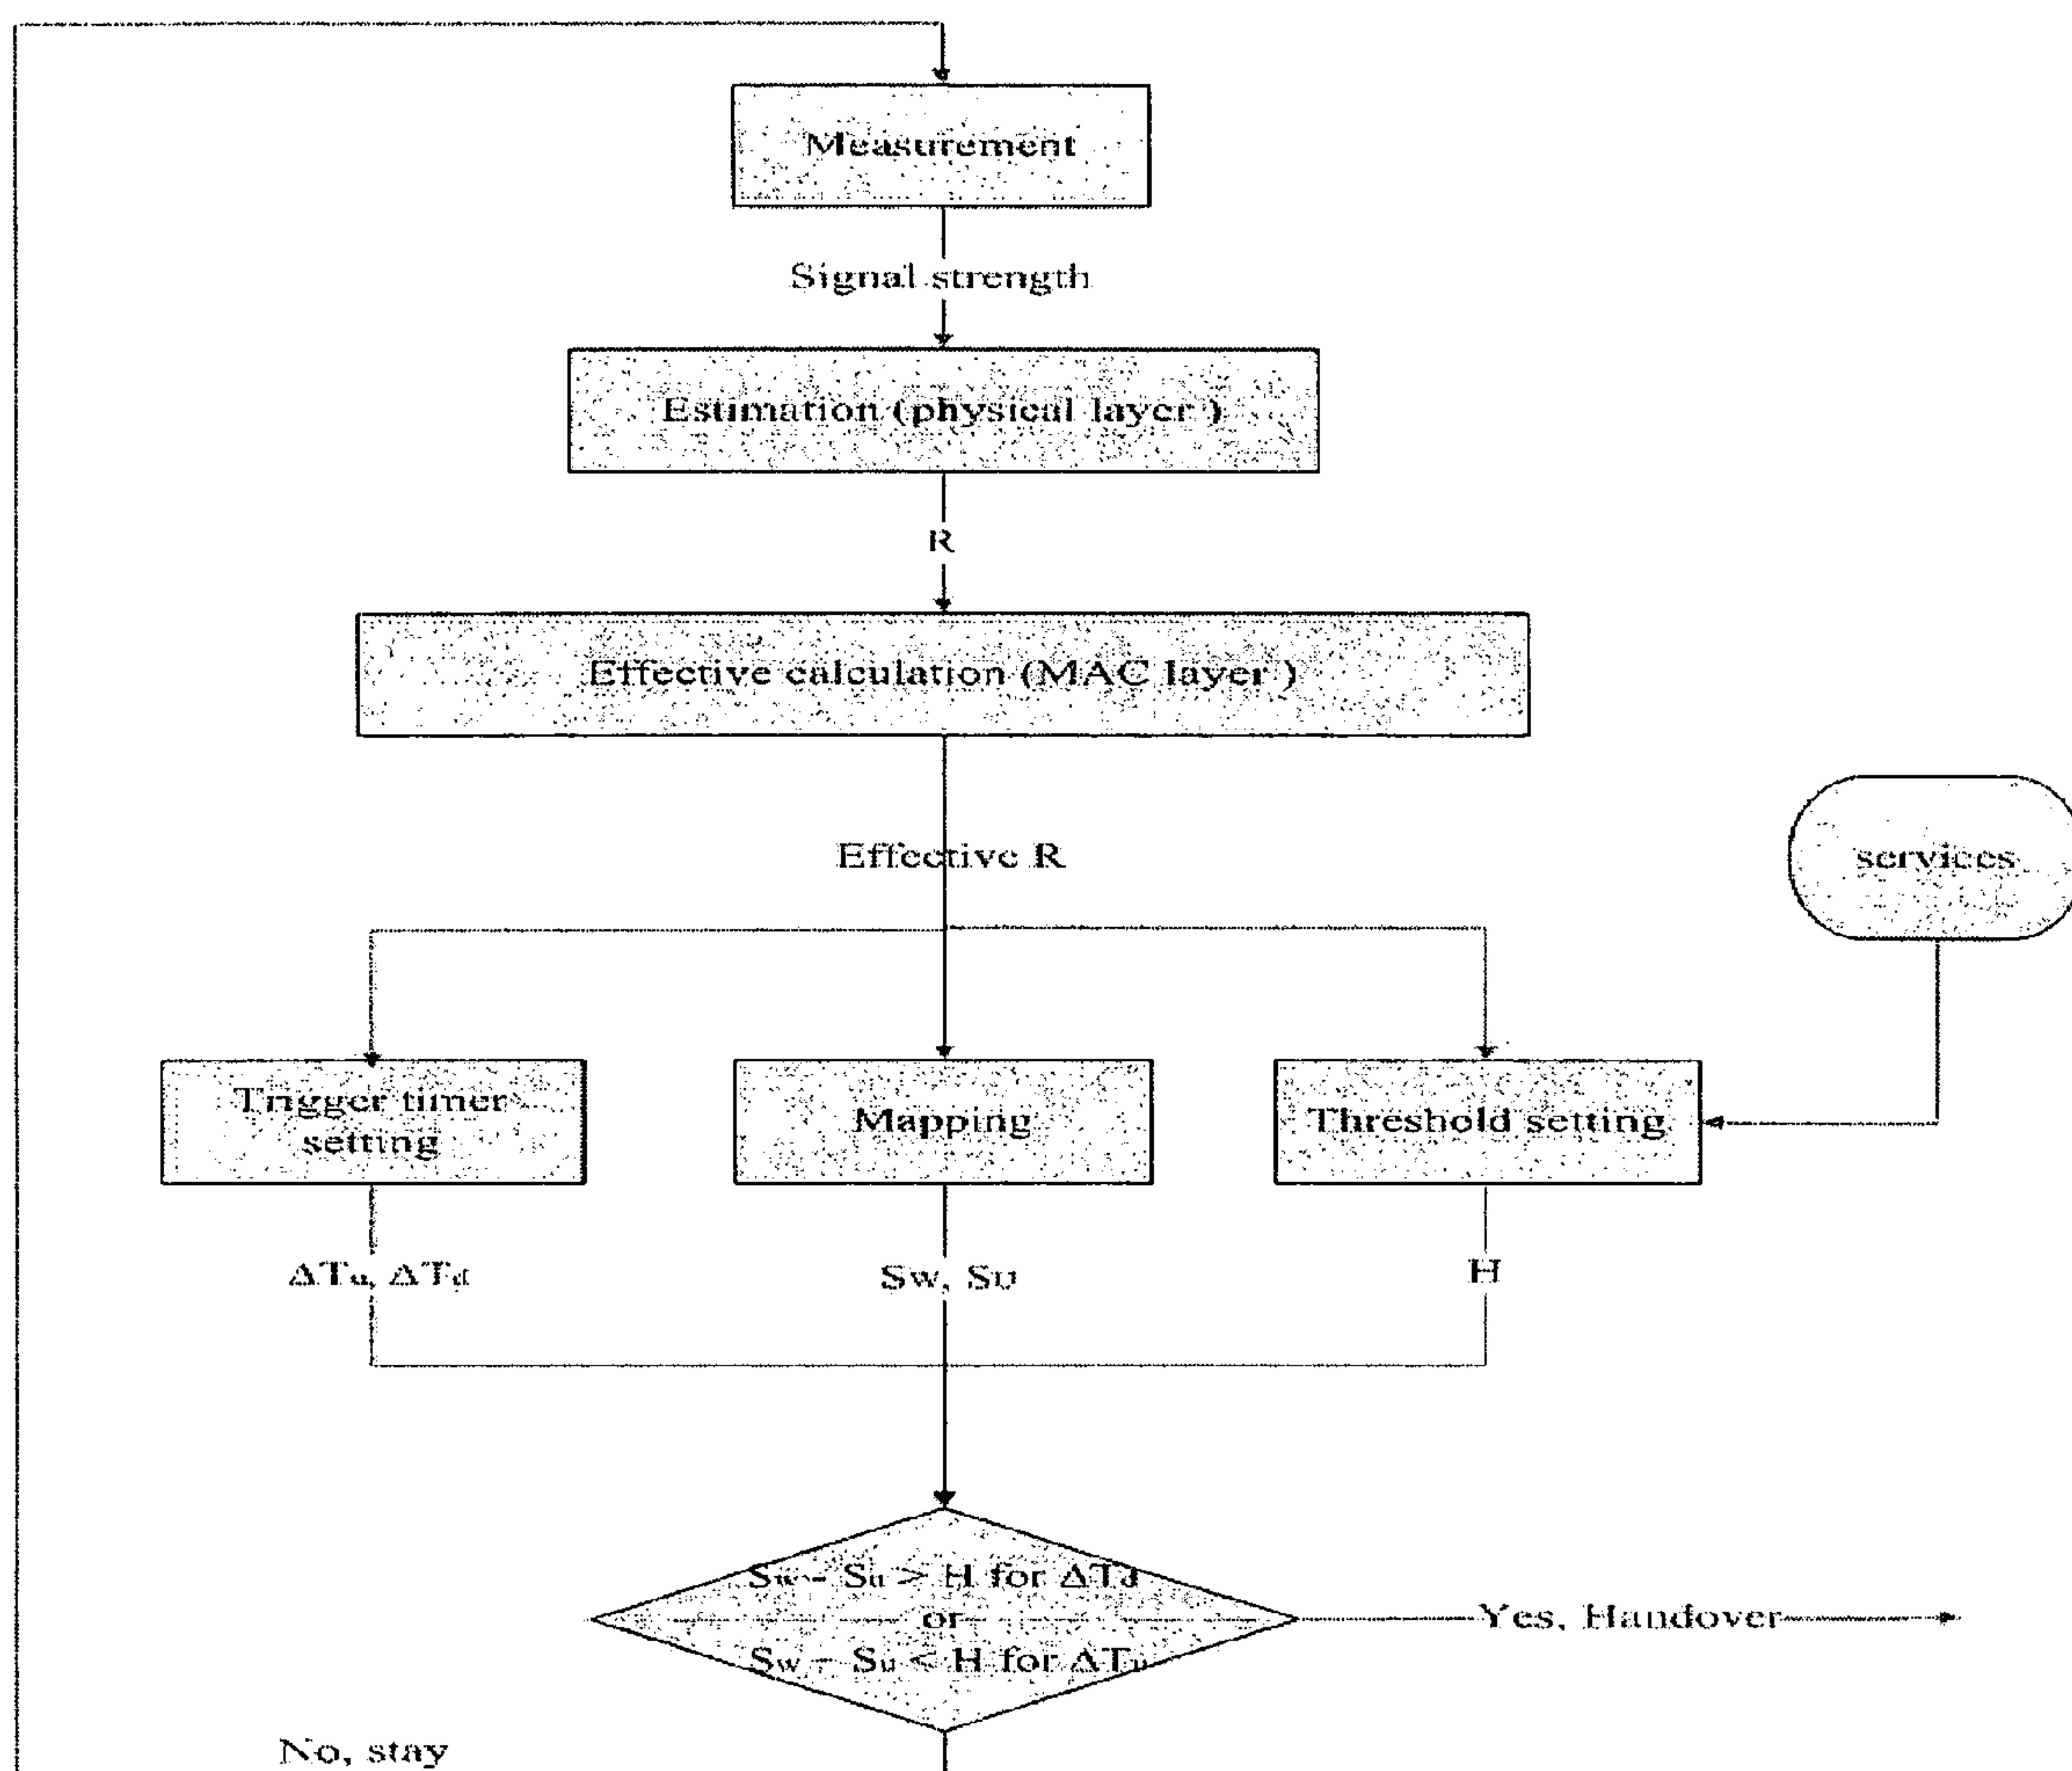 Measurement
Signal strength
Estimation (physical layer )
R
Effective calculation (MAC layer )
Effective R
services
Trigger timer
setting
Mapping
Threshold setting
ΔTu, ΔTd
Sw, SU
H
Sw - Su > H for ΔTd
or
Sw - Su < H for ΔTu
Yes, Handover
No, stay